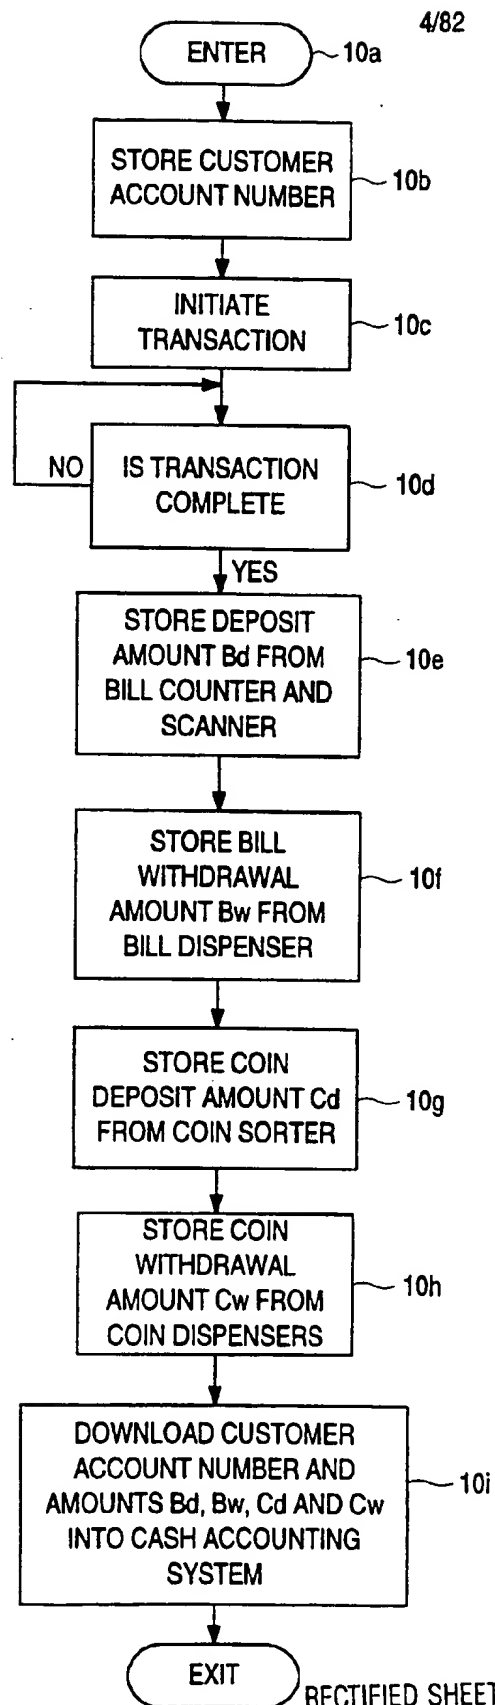 4/82
ENTER
10a
STORE CUSTOMER
ACCOUNT NUMBER
10b
INITIATE
TRANSACTION
10c
NO
IS TRANSACTION
COMPLETE
10d
YES
STORE DEPOSIT
AMOUNT Bd FROM
BILL COUNTER AND
SCANNER
10e
STORE BILL
WITHDRAWAL
AMOUNT Bw FROM
BILL DISPENSER
10f
STORE COIN
DEPOSIT AMOUNT Cd
FROM COIN SORTER
10g
STORE COIN
WITHDRAWAL
AMOUNT Cw FROM
COIN DISPENSERS
10h
DOWNLOAD CUSTOMER
ACCOUNT NUMBER AND
AMOUNTS Bd, Bw, Cd AND Cw
INTO CASH ACCOUNTING
SYSTEM
10i
EXIT
RECTIFIED SHEET